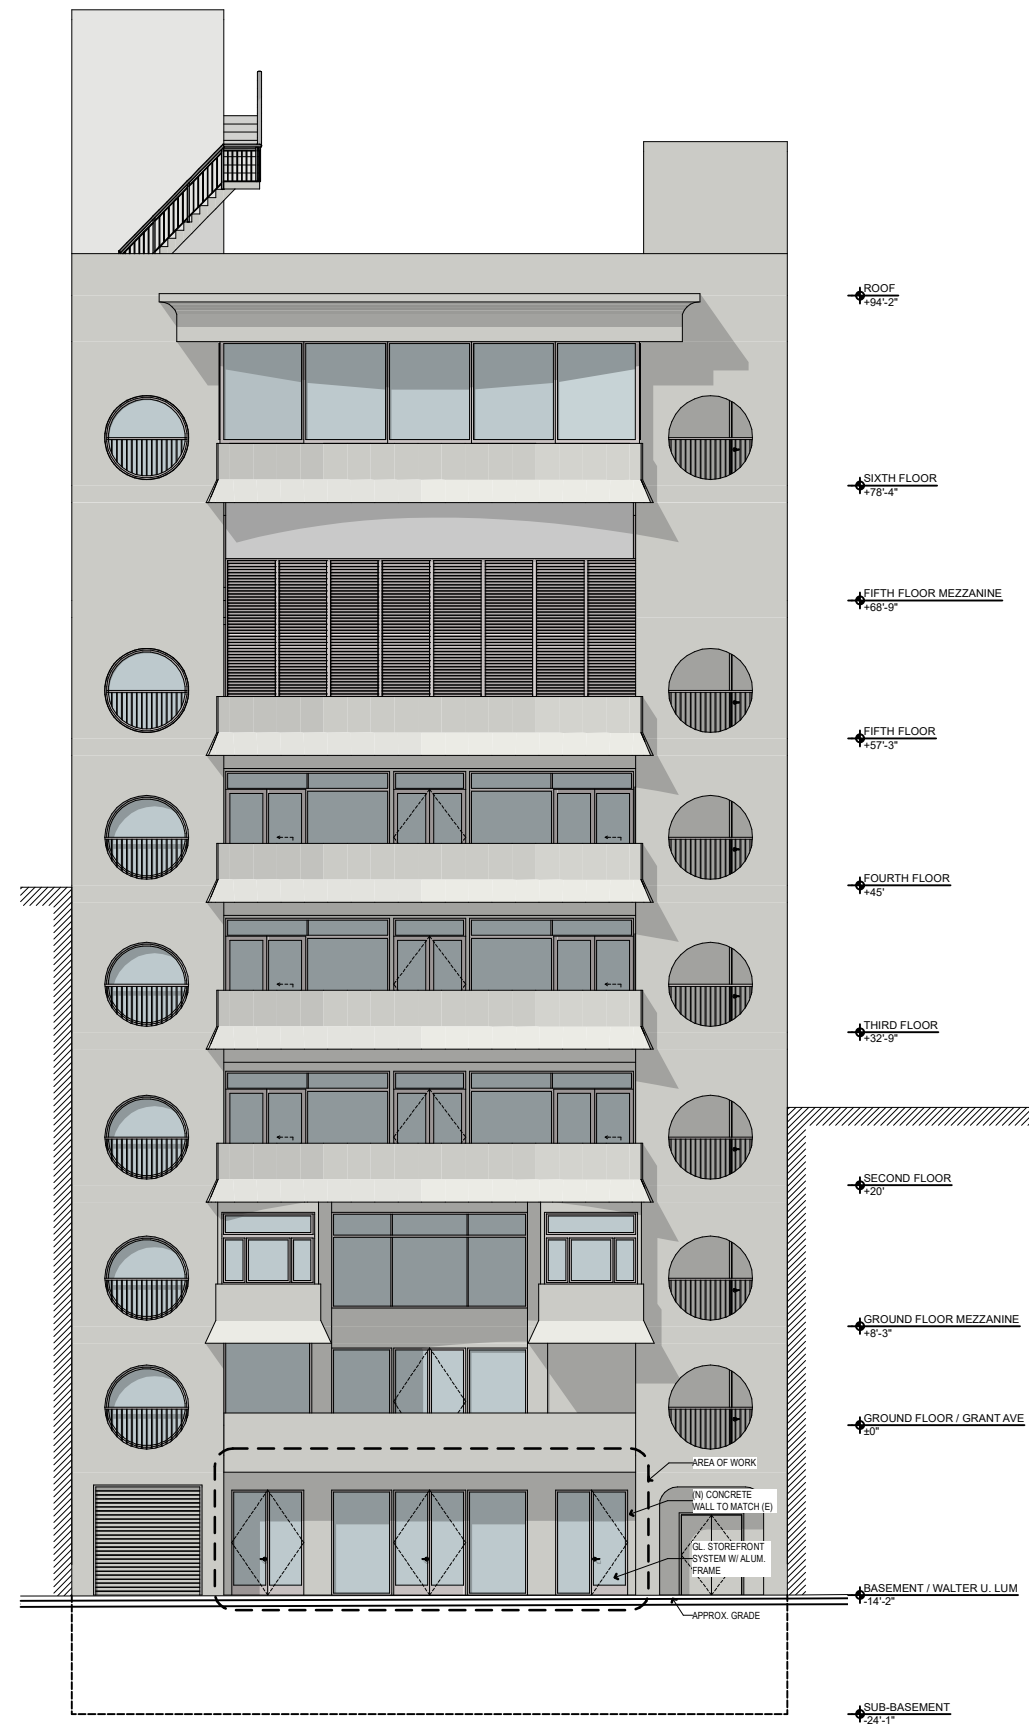 ROOF
+94'-2"
SIXTH FLOOR
+78'-4"
FIFTH FLOOR MEZZANINE
+68'-9"
FIFTH FLOOR
+57'-3"
FOURTH FLOOR
+45'
THIRD FLOOR
+32'-9"
SECOND FLOOR
+20'
GROUND FLOOR MEZZANINE
+8'-3"
GROUND FLOOR / GRANT AVE
±0"
AREA OF WORK
(N) CONCRETE
WALL TO MATCH (E)
GL. STOREFRONT
SYSTEM W/ ALUM.
FRAME
BASEMENT / WALTER U. LUM
-14'-2"
APPROX. GRADE
SUB-BASEMENT
-24'-1"